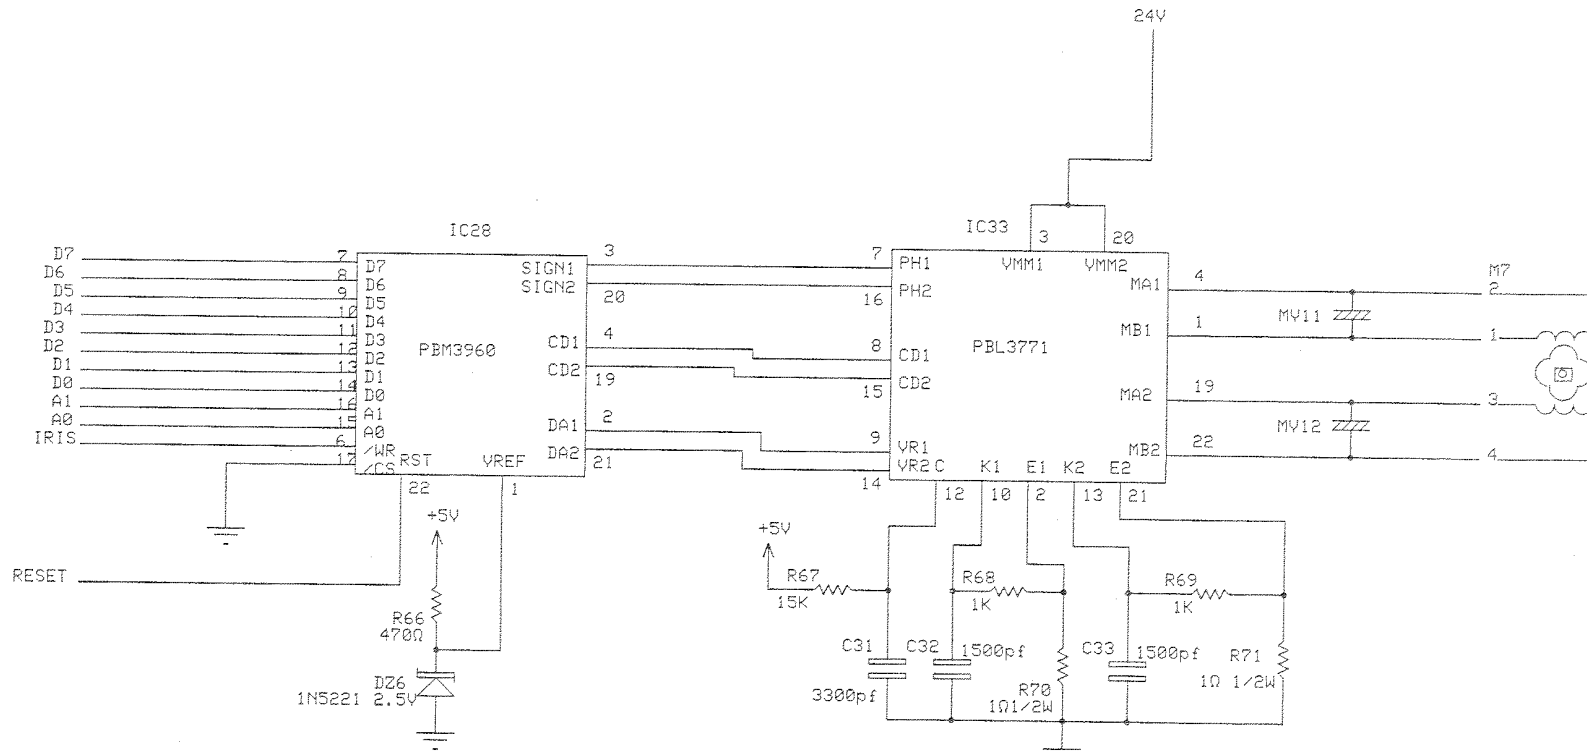 24V
IC28
IC33
3
20
D7 7 D7 SIGN1 3
7 PH1 VMM1 VMM2
D6 8 D6 SIGN2 20
16 PH2 MA1 4 M7 2
D5 9 D5
D4 10 D4
MV11
D3 11 D3 PBM3960 CD1 4
8 CD1 PBL3771 MB1 1 1
D2 12 D2 CD2 19
15 CD2
D1 13 D1
D0 14 D0
MA2 19 3
A1 16 A1
A0 15 A0 DA1 2
9 VR1 MV12
IRIS 6 /WR DA2 21
14 VR2 MB2 22 4
17 /CS RST VREF
C K1 E1 K2 E2
22 1
12 10 2 13 21
+5V
+5V
RESET
R67
15K
R68
1K
R69
1K
R66
470Ω
C31
3300pf
C32 1500pf
C33 1500pf
R71
1Ω 1/2W
R70
1Ω1/2W
DZ6
1N5221 2.5V